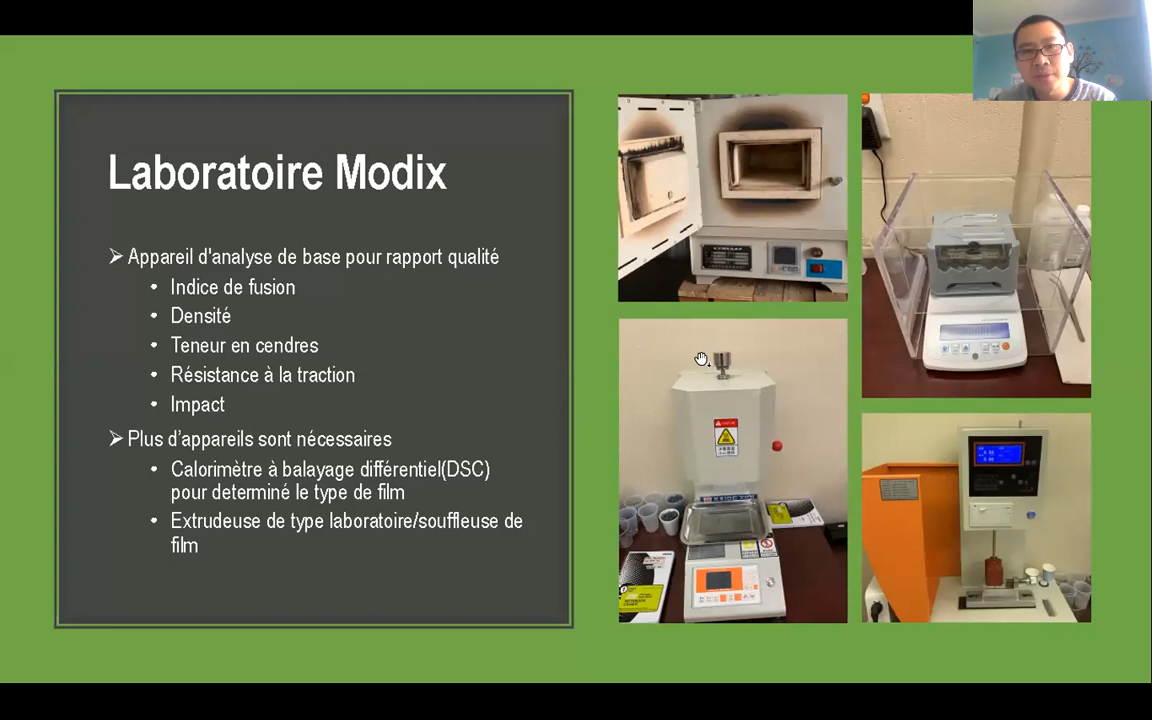 Laboratoire Modix
➢ Appareil d'analyse de base pour rapport qualité
• Indice de fusion
• Densité
• Teneur en cendres
• Résistance à la traction
• Impact
➢ Plus d’appareils sont nécessaires
• Calorimètre à balayage différentiel(DSC)
pour determiné le type de film
• Extrudeuse de type laboratoire/souffleuse de
film